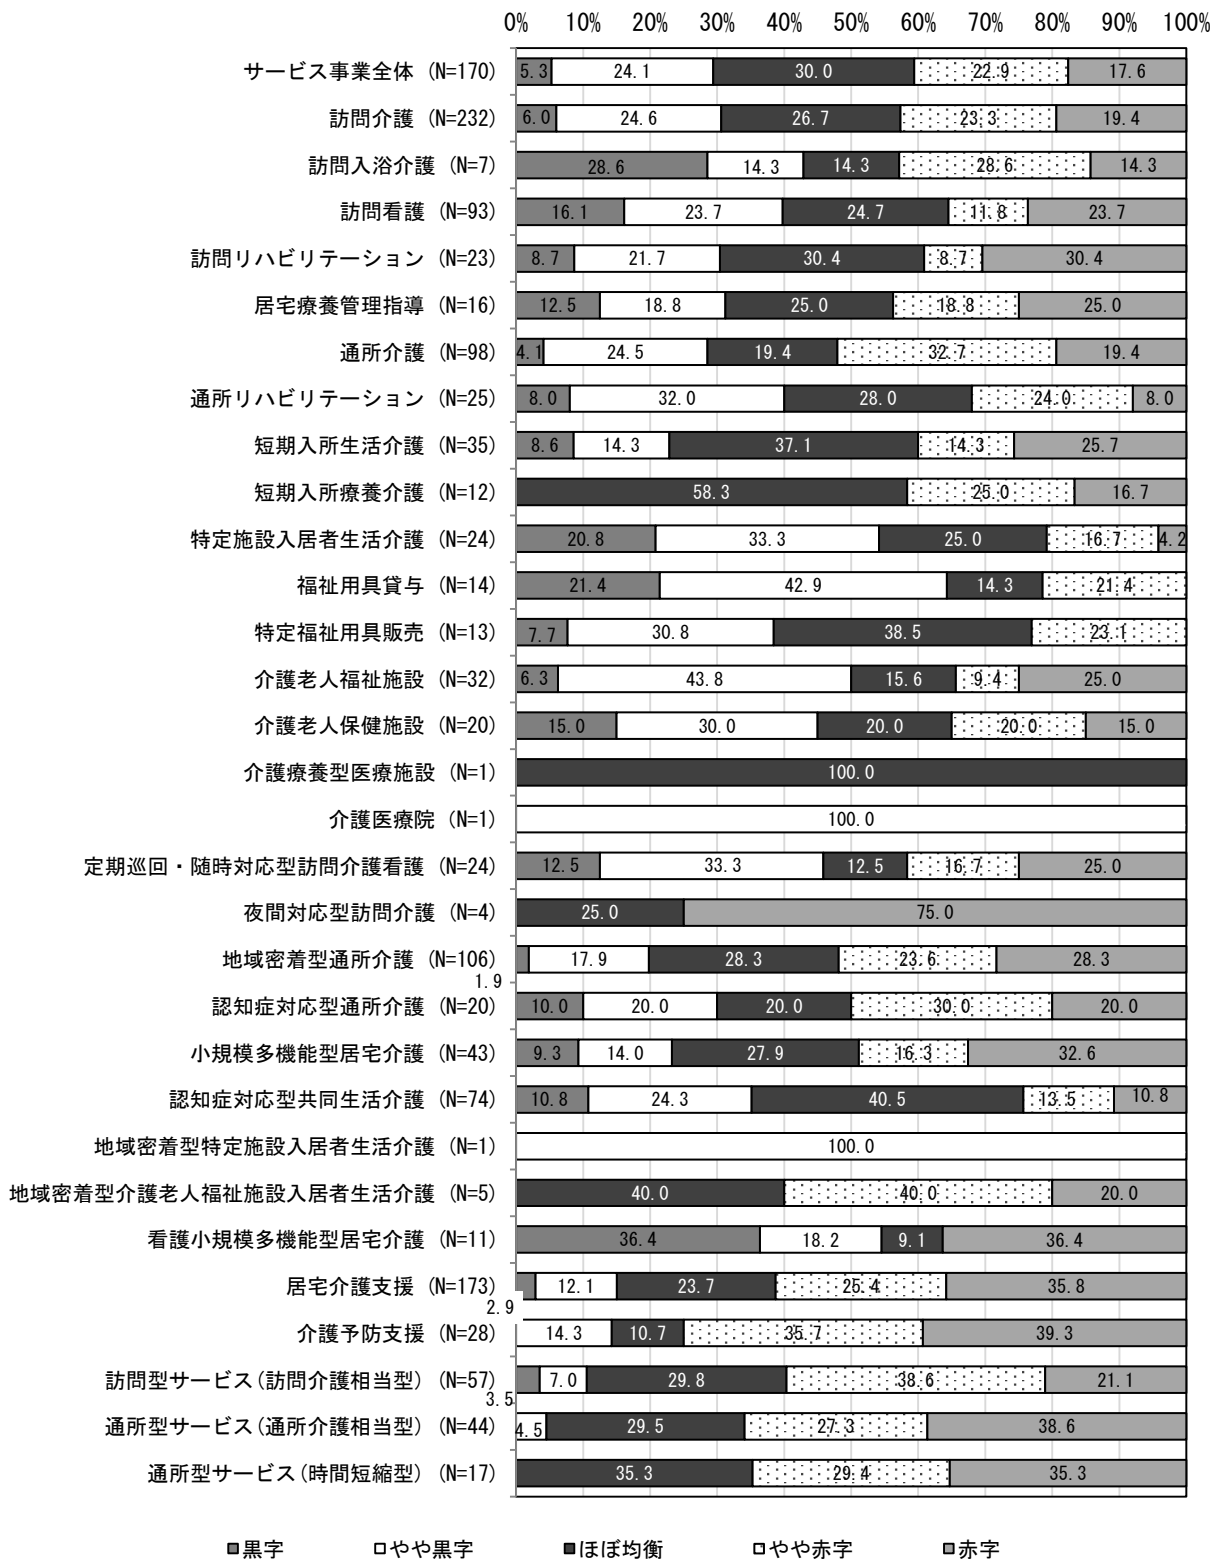 0% 10% 20% 30% 40% 50% 60% 70% 80% 90% 100%
サービス事業全体 (N=170) 5.3 24.1 30.0 22.9 17.6
訪問介護 (N=232) 6.0 24.6 26.7 23.3 19.4
訪問入浴介護 (N=7) 28.6 14.3 14.3 28.6 14.3
訪問看護 (N=93) 16.1 23.7 24.7 11.8 23.7
訪問リハビリテーション (N=23) 8.7 21.7 30.4 8.7 30.4
居宅療養管理指導 (N=16) 12.5 18.8 25.0 18.8 25.0
通所介護 (N=98) 4.1 24.5 19.4 32.7 19.4
通所リハビリテーション (N=25) 8.0 32.0 28.0 24.0 8.0
短期入所生活介護 (N=35) 8.6 14.3 37.1 14.3 25.7
短期入所療養介護 (N=12) 58.3 25.0 16.7
特定施設入居者生活介護 (N=24) 20.8 33.3 25.0 16.7 4.2
福祉用具貸与 (N=14) 21.4 42.9 14.3 21.4
特定福祉用具販売 (N=13) 7.7 30.8 38.5 23.1
介護老人福祉施設 (N=32) 6.3 43.8 15.6 9.4 25.0
介護老人保健施設 (N=20) 15.0 30.0 20.0 20.0 15.0
介護療養型医療施設 (N=1) 100.0
介護医療院 (N=1) 100.0
定期巡回・随時対応型訪問介護看護 (N=24) 12.5 33.3 12.5 16.7 25.0
夜間対応型訪問介護 (N=4) 25.0 75.0
地域密着型通所介護 (N=106) 17.9 28.3 23.6 28.3
1.9
認知症対応型通所介護 (N=20) 10.0 20.0 20.0 30.0 20.0
小規模多機能型居宅介護 (N=43) 9.3 14.0 27.9 16.3 32.6
認知症対応型共同生活介護 (N=74) 10.8 24.3 40.5 13.5 10.8
地域密着型特定施設入居者生活介護 (N=1) 100.0
地域密着型介護老人福祉施設入居者生活介護 (N=5) 40.0 40.0 20.0
看護小規模多機能型居宅介護 (N=11) 36.4 18.2 9.1 36.4
居宅介護支援 (N=173) 12.1 23.7 25.4 35.8
2.9
介護予防支援 (N=28) 14.3 10.7 35.7 39.3
訪問型サービス(訪問介護相当型) (N=57) 7.0 29.8 38.6 21.1
3.5
通所型サービス(通所介護相当型) (N=44) 4.5 29.5 27.3 38.6
通所型サービス(時間短縮型) (N=17) 35.3 29.4 35.3
黒字 やや黒字 ほぼ均衡 やや赤字 赤字